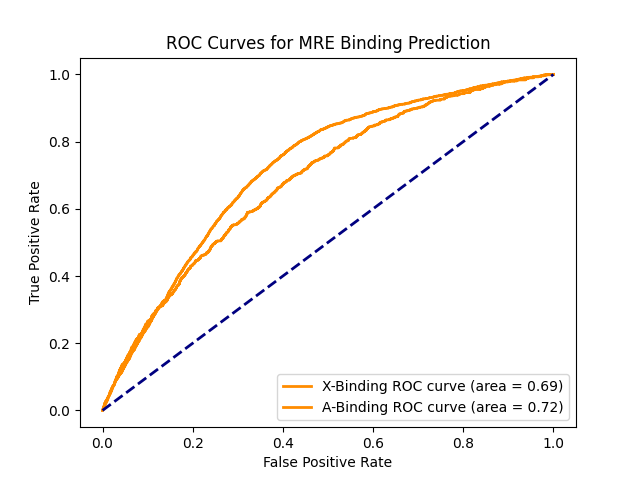 ROC Curves for MRE Binding Prediction
1.0
0.8
0.6
0.4
0.2
0.0
True Positive Rate
X-Binding ROC curve (area = 0.69)
A-Binding ROC curve (area = 0.72)
0.0 0.2 0.4 0.6 0.8 1.0
False Positive Rate